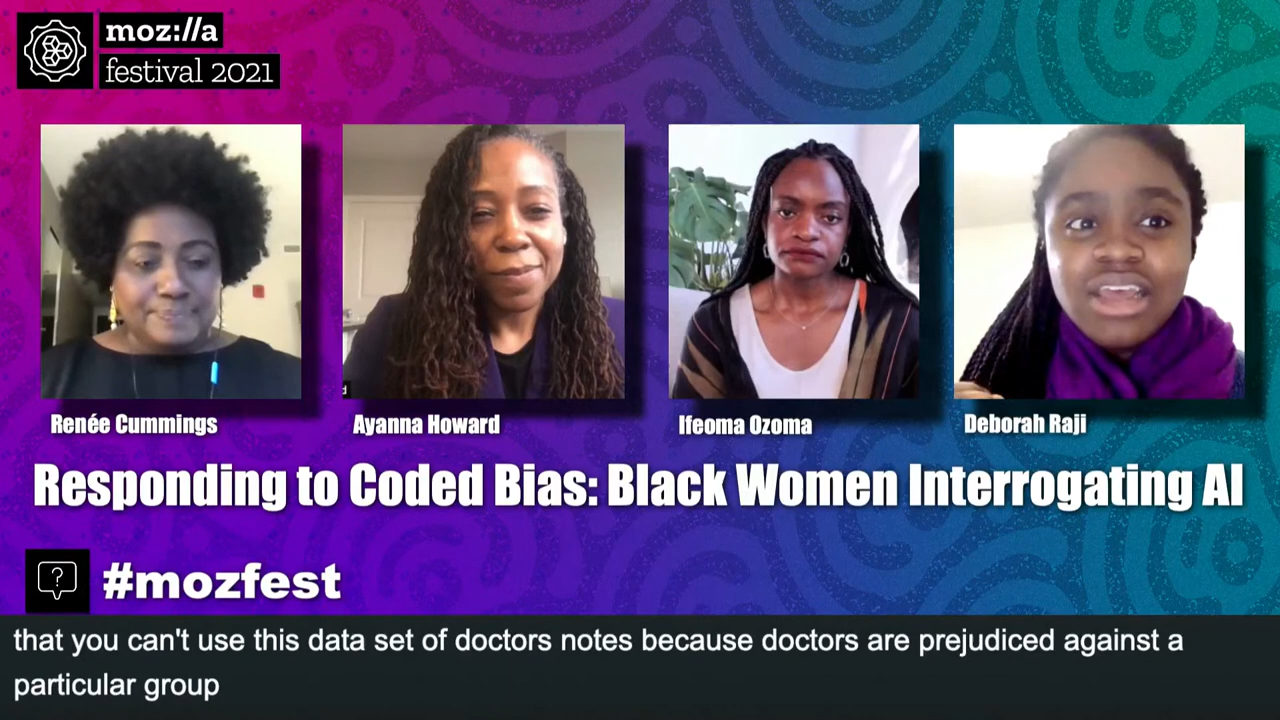 moz://a
festival 2021
Renée Cummings
Ayanna Howard
Ifeoma Ozoma
Deborah Raji
Responding to Coded Bias: Black Women Interrogating AI
?
#mozfest
that you can't use this data set of doctors notes because doctors are prejudiced against a
particular group